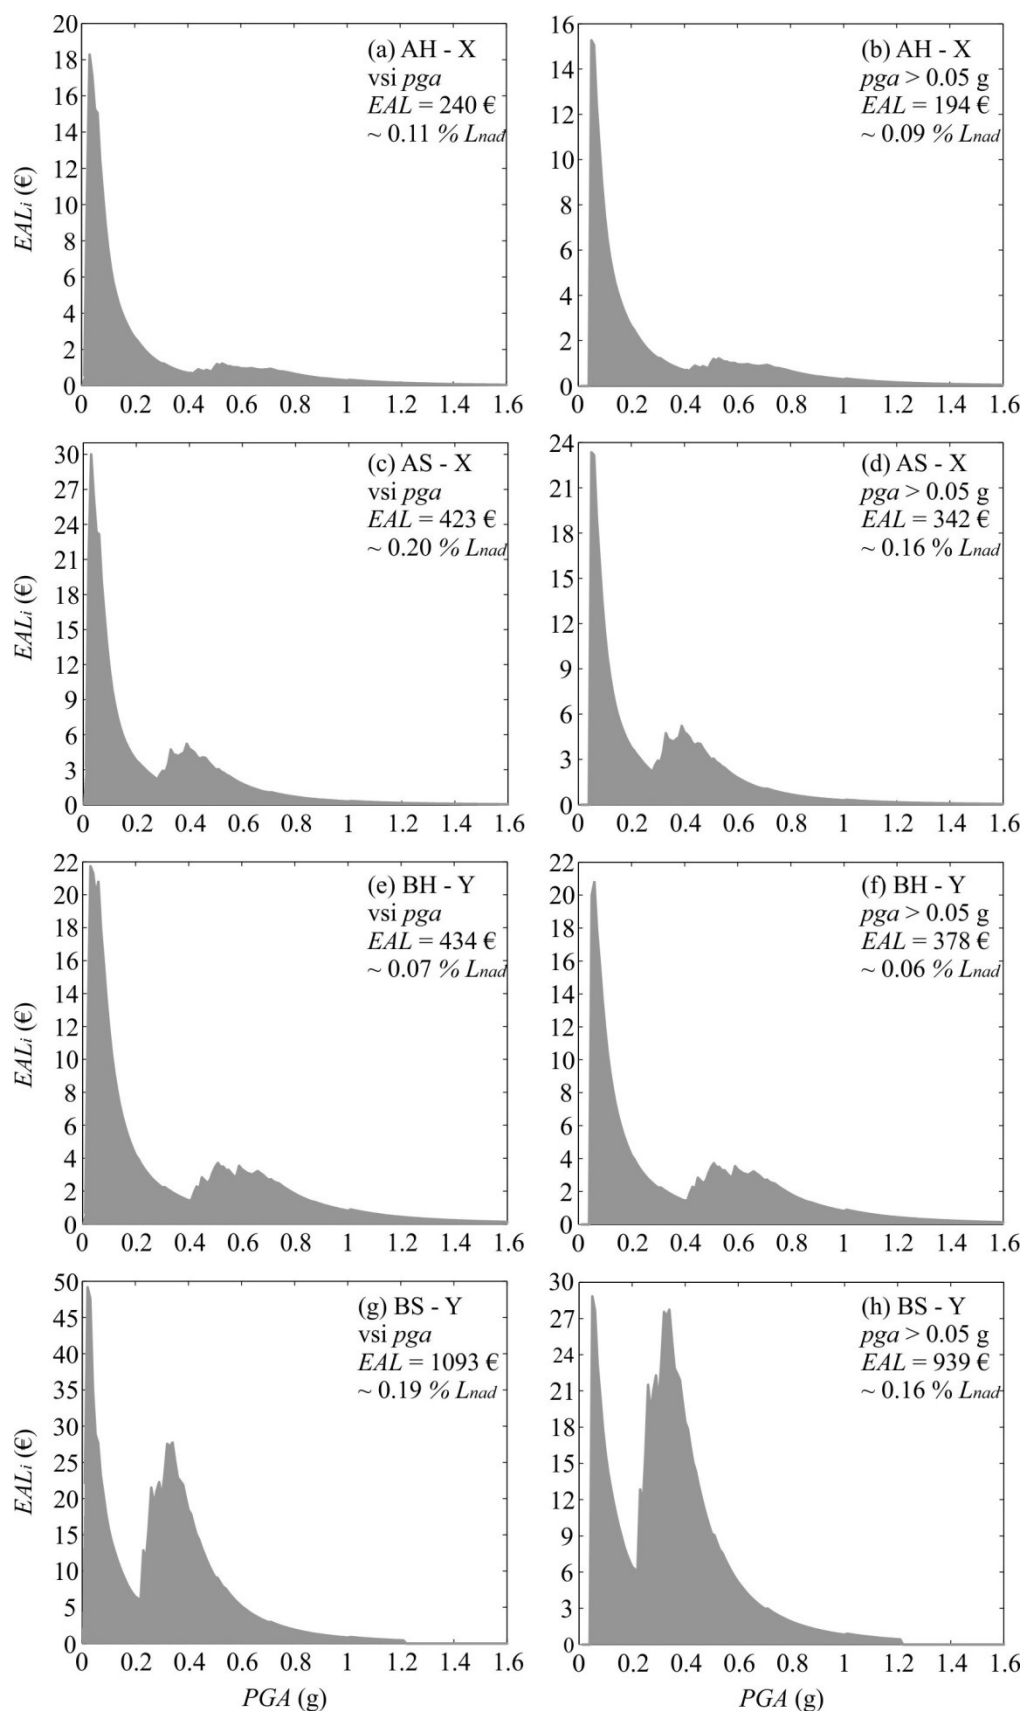 (a) AH - X
vsi pga
EAL = 240 €
~ 0.11 % Lnad
EALi (€)
20
18
16
14
12
10
8
6
4
2
0
0 0.2 0.4 0.6 0.8 1 1.2 1.4 1.6
(b) AH - X
pga > 0.05 g
EAL = 194 €
~ 0.09 % Lnad
16
14
12
10
8
6
4
2
0
0 0.2 0.4 0.6 0.8 1 1.2 1.4 1.6
(c) AS - X
vsi pga
EAL = 423 €
~ 0.20 % Lnad
EALi (€)
30
27
24
21
18
15
12
9
6
3
0
0 0.2 0.4 0.6 0.8 1 1.2 1.4 1.6
(d) AS - X
pga > 0.05 g
EAL = 342 €
~ 0.16 % Lnad
24
21
18
15
12
9
6
3
0
0 0.2 0.4 0.6 0.8 1 1.2 1.4 1.6
(e) BH - Y
vsi pga
EAL = 434 €
~ 0.07 % Lnad
EALi (€)
22
20
18
16
14
12
10
8
6
4
2
0
0 0.2 0.4 0.6 0.8 1 1.2 1.4 1.6
(f) BH - Y
pga > 0.05 g
EAL = 378 €
~ 0.06 % Lnad
22
20
18
16
14
12
10
8
6
4
2
0
0 0.2 0.4 0.6 0.8 1 1.2 1.4 1.6
(g) BS - Y
vsi pga
EAL = 1093 €
~ 0.19 % Lnad
EALi (€)
50
45
40
35
30
25
20
15
10
5
0
0 0.2 0.4 0.6 0.8 1 1.2 1.4 1.6
PGA (g)
(h) BS - Y
pga > 0.05 g
EAL = 939 €
~ 0.16 % Lnad
30
27
24
21
18
15
12
9
6
3
0
0 0.2 0.4 0.6 0.8 1 1.2 1.4 1.6
PGA (g)